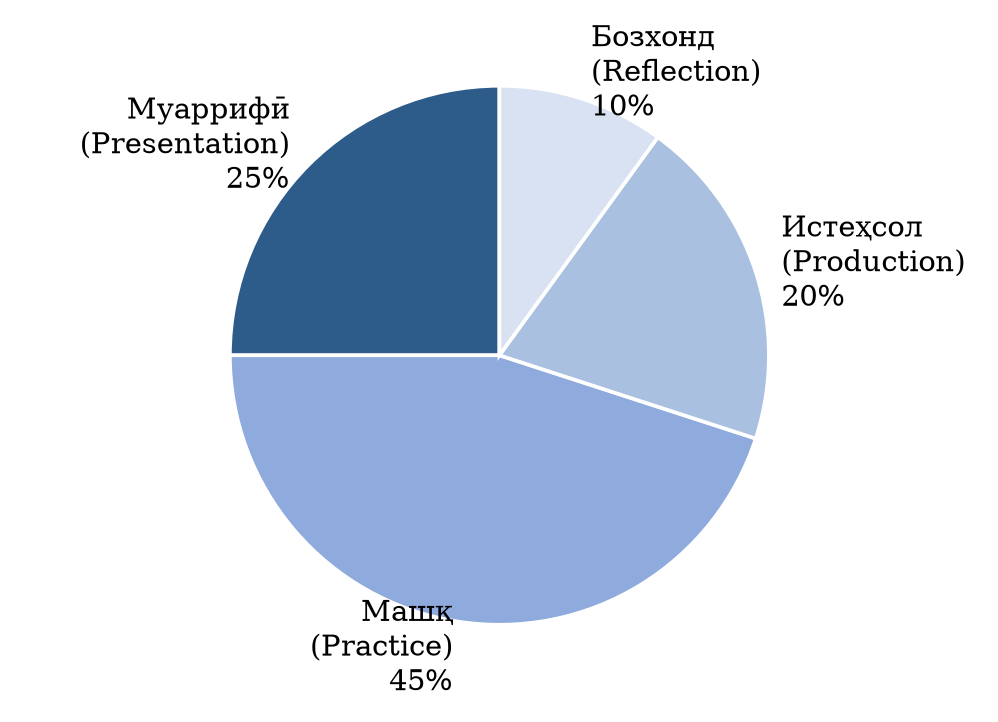 Бозхонд
(Reflection)
10%
Муаррифӣ
(Presentation)
25%
Истеҳсол
(Production)
20%
Машқ
(Practice)
45%